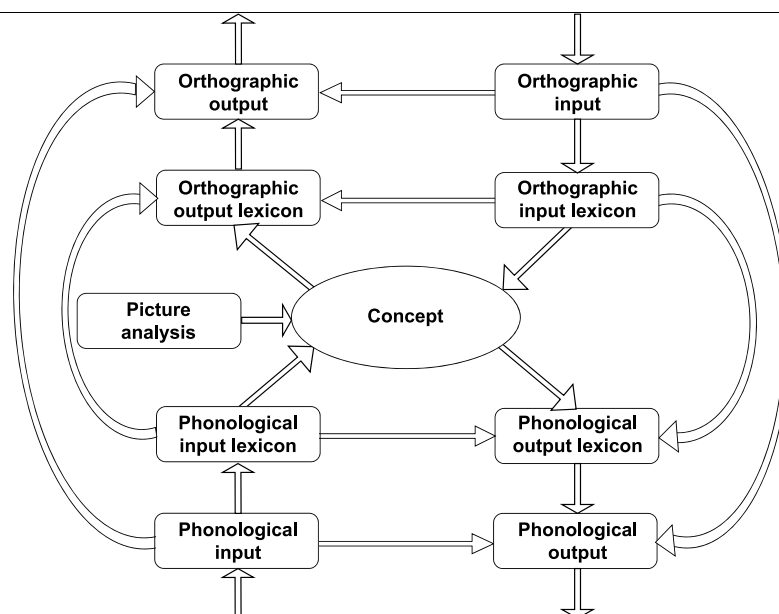 Orthographic
output
Orthographic
input
Orthographic
output lexicon
Orthographic
input lexicon
Picture
analysis
Concept
Phonological
input lexicon
Phonological
output lexicon
Phonological
input
Phonological
output